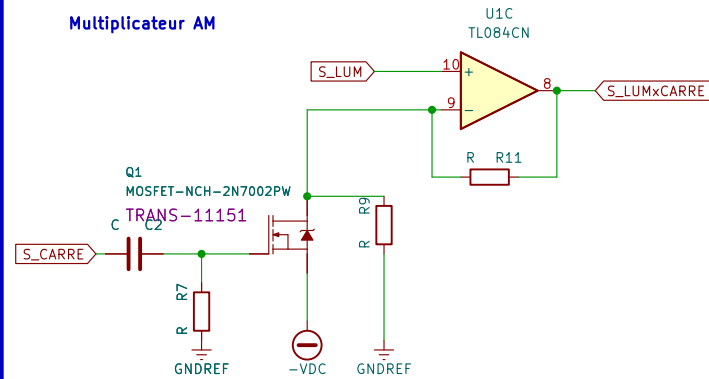 Multiplicateur AM
U1C
TL084CN
S_LUM
10
+
8
S_LUMxCARRE
9
-
R R11
Q1
MOSFET-NCH-2N7002PW
TRANS-11151
C C2
R9
R
S_CARRE
R7
R
GNDREF
-VDC
GNDREF